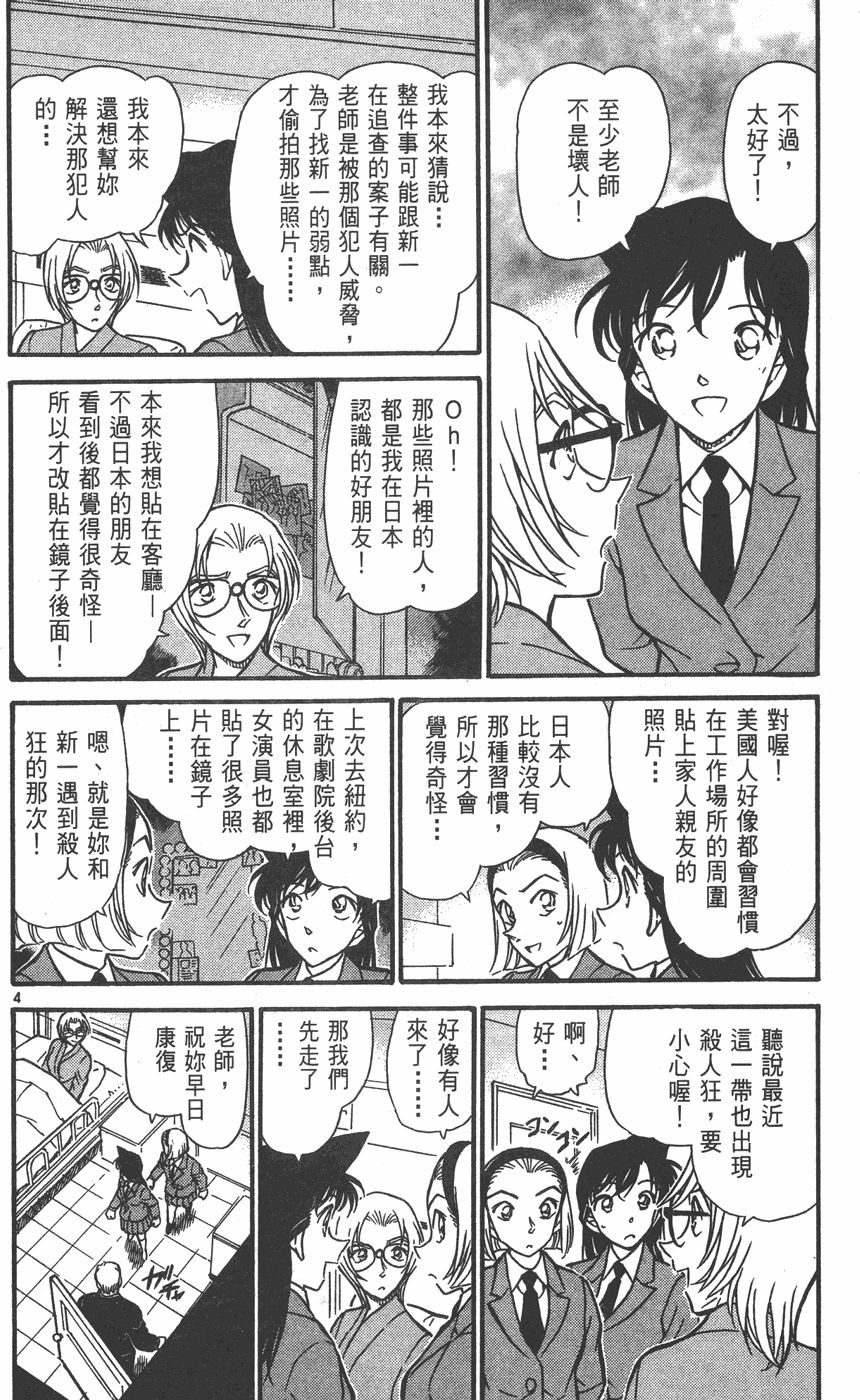 不過，
太好了！
至少老師
不是壞人！
我本來猜說…
整件事可能跟新一
在追查的案子有關。
老師是被那個犯人威脅，
為了找新一的弱點，
才偷拍那些照片……
我本來
還想幫妳
解決那犯人
的…
Oh！
那些照片裡的人，
都是我在日本
認識的好朋友！
本來我想貼在客廳—
不過日本的朋友
看到後都覺得很奇怪—
所以才改貼在鏡子後面！
對喔！
美國人好像都會習慣
在工作場所的周圍
貼上家人親友的
照片…
日本人
比較沒有
那種習慣，
所以才會
覺得奇怪…
上次去紐約，
在歌劇院後台
的休息室裡，
女演員也都
貼了很多照
片在鏡子
上……
嗯、就是妳和
新一遇到殺人
狂的那次！
4
聽說最近
這一帶也出現
殺人狂，要
小心喔！
啊、
好…
コンコン
好像有人
來了……
那我們
先走了
……
老師，
祝妳早日
康復
ガチャ